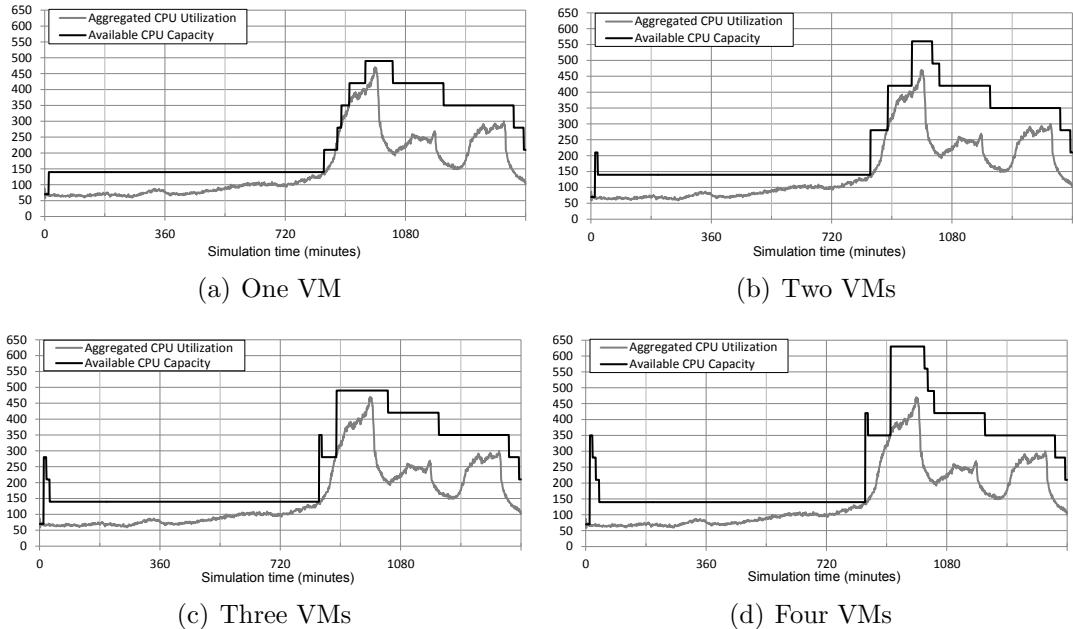 650
600
550
500
450
400
350
300
250
200
150
100
50
0
Aggregated CPU Utilization
Available CPU Capacity
0 360 720 1080
Simulation time (minutes)
(a) One VM
650
600
550
500
450
400
350
300
250
200
150
100
50
0
Aggregated CPU Utilization
Available CPU Capacity
0 360 720 1080
Simulation time (minutes)
(b) Two VMs
650
600
550
500
450
400
350
300
250
200
150
100
50
0
Aggregated CPU Utilization
Available CPU Capacity
0 360 720 1080
Simulation time (minutes)
(c) Three VMs
650
600
550
500
450
400
350
300
250
200
150
100
50
0
Aggregated CPU Utilization
Available CPU Capacity
0 360 720 1080
Simulation time (minutes)
(d) Four VMs